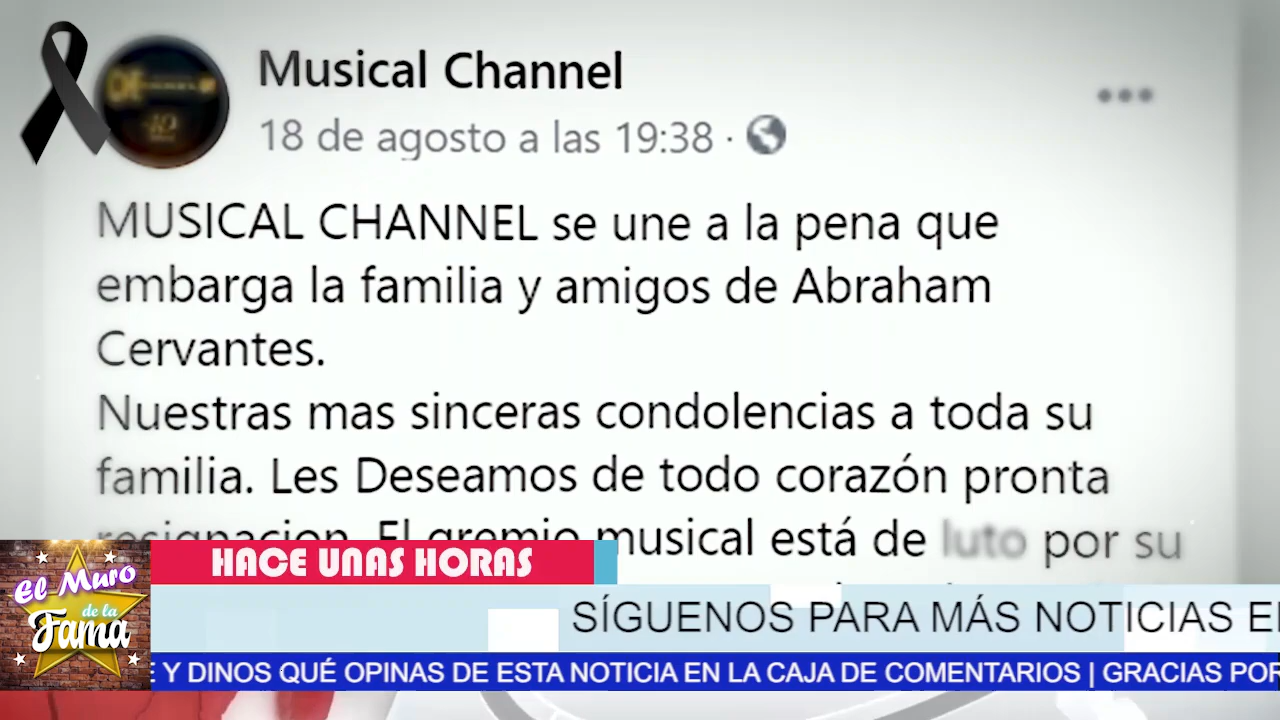 Musical Channel
18 de agosto a las 19:38 ·
MUSICAL CHANNEL se une a la pena que
embarga la familia y amigos de Abraham
Cervantes.
Nuestras mas sinceras condolencias a toda su
familia. Les Deseamos de todo corazón pronta
resignacion. El gremio musical está de luto por su
HACE UNAS HORAS
El Muro
de la
Fama
SÍGUENOS PARA MÁS NOTICIAS
E Y DINOS QUÉ OPINAS DE ESTA NOTICIA EN LA CAJA DE COMENTARIOS | GRACIAS POR